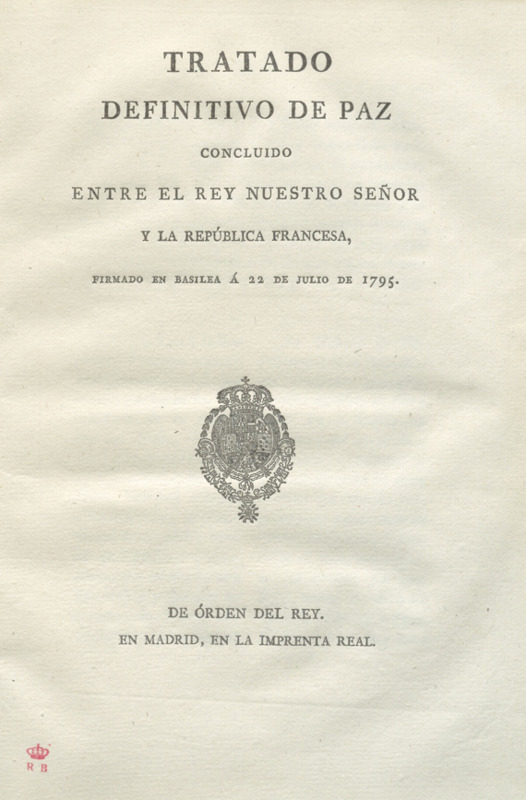 TRATADO
DEFINITIVO DE PAZ
CONCLUIDO
ENTRE EL REY NUESTRO SEÑOR
Y LA REPÚBLICA FRANCESA,
FIRMADO EN BASILEA Á 22 DE JULIO DE 1795.
DE ÓRDEN DEL REY.
EN MADRID, EN LA IMPRENTA REAL.
R B